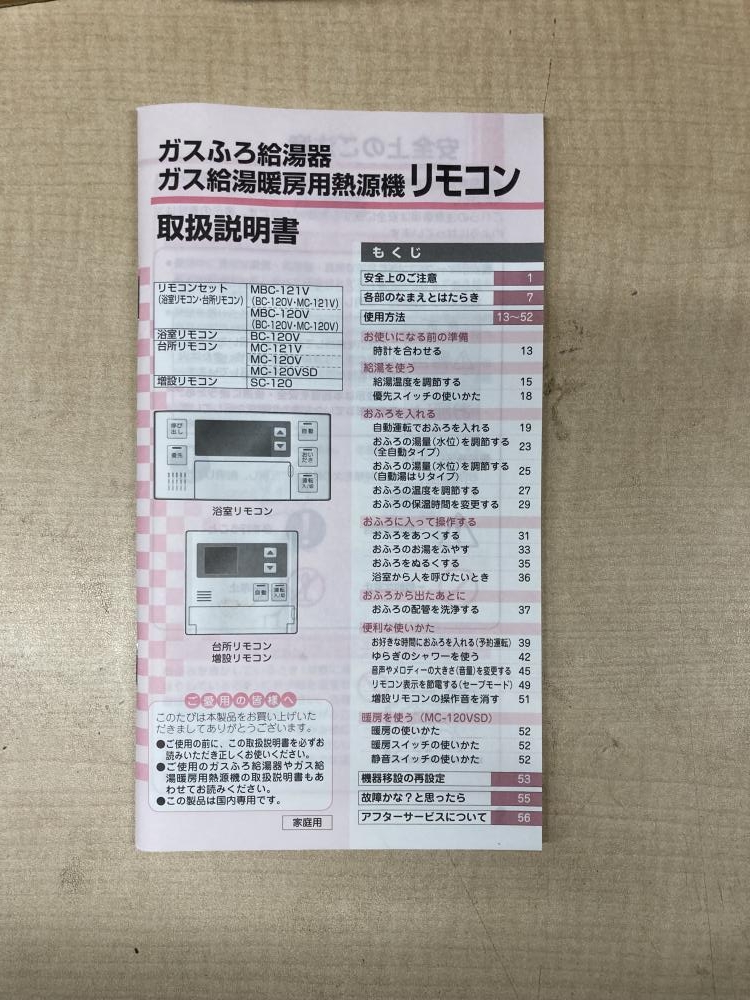 ガスふろ給湯器
ガス給湯暖房用熱源機 リモコン
取扱説明書
リモコンセット MBC-121V
(浴室リモコン・台所リモコン) (BC-120V・MC-121V)
MBC-120V
(BC-120V・MC-120V)
浴室リモコン BC-120V
台所リモコン MC-121V
MC-120V
MC-120VSD
増設リモコン SC-120
呼び出し
優先
自動
おいだき
運転入/切
浴室リモコン
自動
運転入/切
台所リモコン
増設リモコン
ご愛用の皆様へ
このたびは本製品をお買い上げいた
だきましてありがとうございます。
●ご使用の前に、この取扱説明書を必ずお
読みいただき正しくお使いください。
●ご使用のガスふろ給湯器やガス給
湯暖房用熱源機の取扱説明書もあ
わせてお読みください。
●この製品は国内専用です。
家庭用
もくじ
安全上のご注意 1
各部のなまえとはたらき 7
使用方法 13〜52
お使いになる前の準備
時計を合わせる 13
給湯を使う
給湯温度を調節する 15
優先スイッチの使いかた 18
おふろを入れる
自動運転でおふろを入れる 19
おふろの湯量(水位)を調節する 23
(全自動タイプ)
おふろの湯量(水位)を調節する 25
(自動湯はりタイプ)
おふろの温度を調節する 27
おふろの保温時間を変更する 29
おふろに入って操作する
おふろをあつくする 31
おふろのお湯をふやす 33
おふろをぬるくする 35
浴室から人を呼びたいとき 36
おふろから出たあとに
おふろの配管を洗浄する 37
便利な使いかた
お好きな時間におふろを入れる(予約運転) 39
ゆらぎのシャワーを使う 42
音声やメロディーの大きさ(音量)を変更する 45
リモコン表示を節電する(セーブモード) 49
増設リモコンの操作音を消す 51
暖房を使う(MC-120VSD)
暖房の使いかた 52
暖房スイッチの使いかた 52
静音スイッチの使いかた 52
機器移設の再設定 53
故障かな?と思ったら 55
アフターサービスについて 56